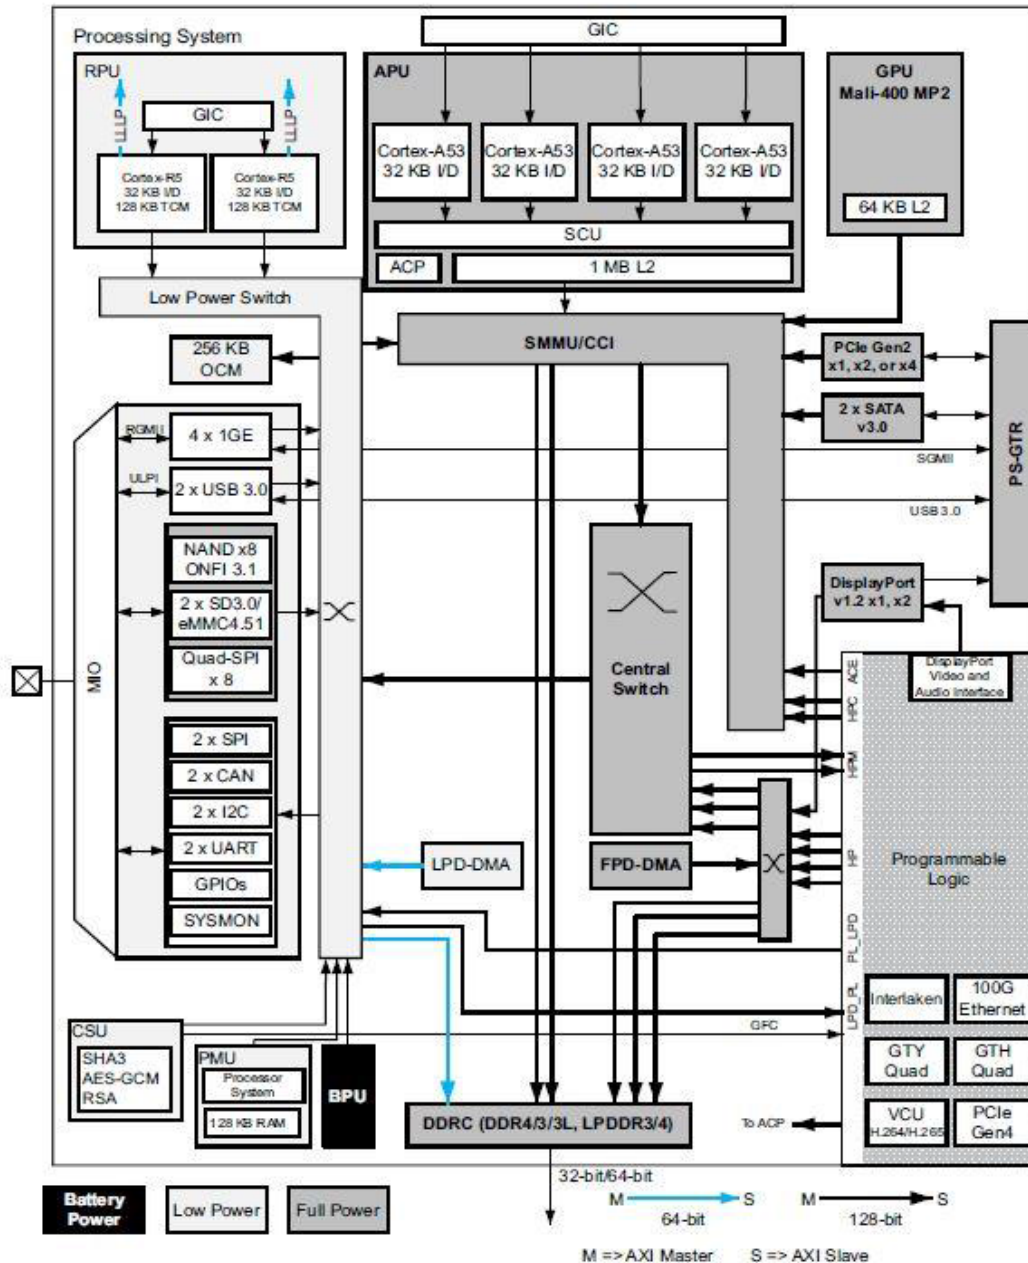 Processing System
GIC
RPU
LLLP
LLLP
GIC
Cortex-R5
32 KB I/D
128 KB TCM
Cortex-R5
32 KB I/D
128 KB TCM
APU
Cortex-A53
32 KB I/D
Cortex-A53
32 KB I/D
Cortex-A53
32 KB I/D
Cortex-A53
32 KB I/D
SCU
ACP
1 MB L2
GPU
Mali-400 MP2
64 KB L2
Low Power Switch
256 KB
OCM
SMMU/CCI
PCIe Gen2
x1, x2, or x4
2 x SATA
v3.0
PS-GTR
SGMII
USB 3.0
MIO
RGMII
4 x 1GE
ULPI
2 x USB 3.0
NAND x8
ONFI 3.1
2 x SD3.0/
eMMC4.51
Quad-SPI
x 8
2 x SPI
2 x CAN
2 x I2C
2 x UART
GPIOs
SYSMON
Central
Switch
DisplayPort
v1.2 x1, x2
DisplayPort
Video and
Audio Interface
ACE
HPC
HPM
HP
PL_LPD
LPD_PL
Programmable
Logic
LPD-DMA
FPD-DMA
Interlaken
100G
Ethernet
GTY
Quad
GTH
Quad
VCU
H.264/H.265
PCIe
Gen4
GFC
To ACP
CSU
SHA3
AES-GCM
RSA
PMU
Processor
System
128 KB RAM
BPU
DDRC (DDR4/3/3L, LPDDR3/4)
32-bit/64-bit
Battery
Power
Low Power
Full Power
M S
64-bit
M S
128-bit
M => AXI Master S => AXI Slave